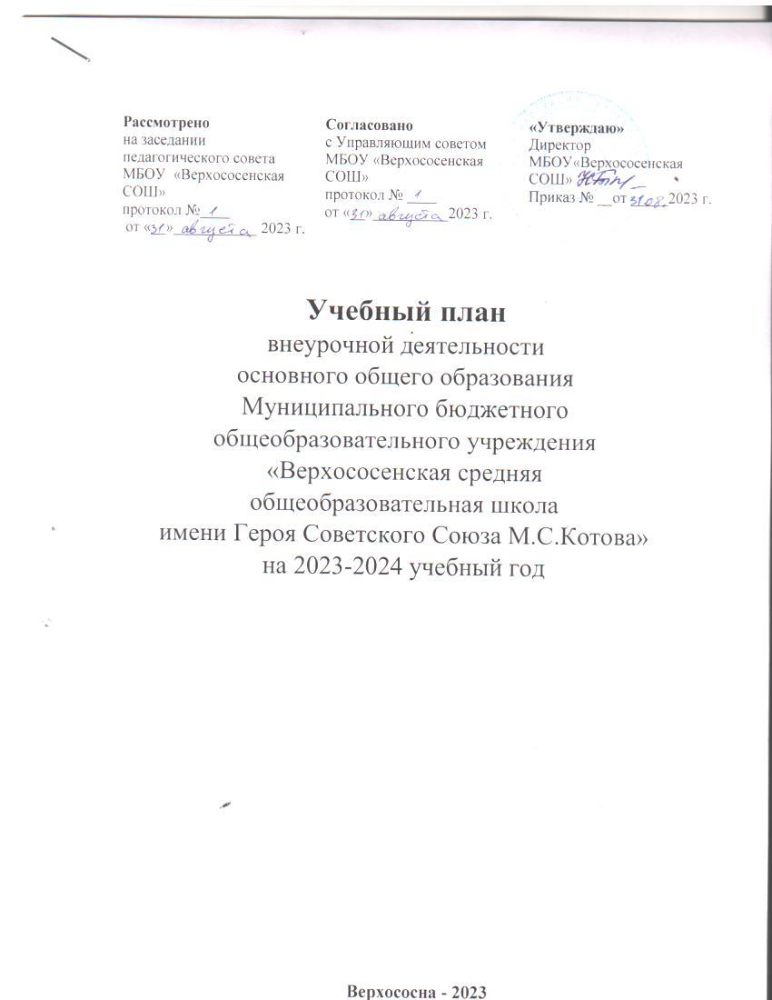 Рассмотрено
на заседании
педагогического совета
МБОУ «Верхососенская
СОШ»
протокол № 1
от «31» августа 2023 г.
Согласовано
с Управляющим советом
МБОУ «Верхососенская
СОШ»
протокол № 1
от «31» августа 2023 г.
«Утверждаю»
Директор
МБОУ«Верхососенская
СОШ»
Приказ № __от 31.08.2023 г.
Учебный план
внеурочной деятельности
основного общего образования
Муниципального бюджетного
общеобразовательного учреждения
«Верхососенская средняя
общеобразовательная школа
имени Героя Советского Союза М.С.Котова»
на 2023-2024 учебный год
Верхососна - 2023